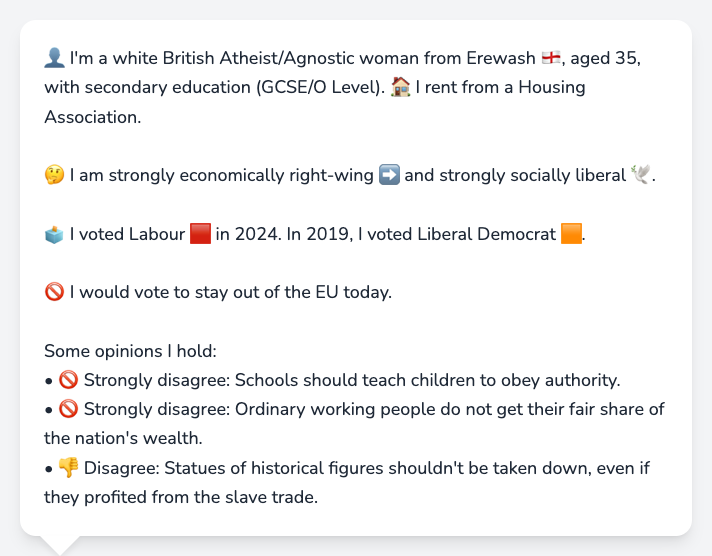 👤 I'm a white British Atheist/Agnostic woman from Erewash 🏴󠁧󠁢󠁥󠁮󠁧󠁿, aged 35,
with secondary education (GCSE/O Level). 🏠 I rent from a Housing
Association.
🤔 I am strongly economically right-wing ➡️ and strongly socially liberal 🕊️.
🗳️ I voted Labour 🟥 in 2024. In 2019, I voted Liberal Democrat 🟧.
🚫 I would vote to stay out of the EU today.
Some opinions I hold:
• 🚫 Strongly disagree: Schools should teach children to obey authority.
• 🚫 Strongly disagree: Ordinary working people do not get their fair share of
the nation's wealth.
• 👎 Disagree: Statues of historical figures shouldn't be taken down, even if
they profited from the slave trade.